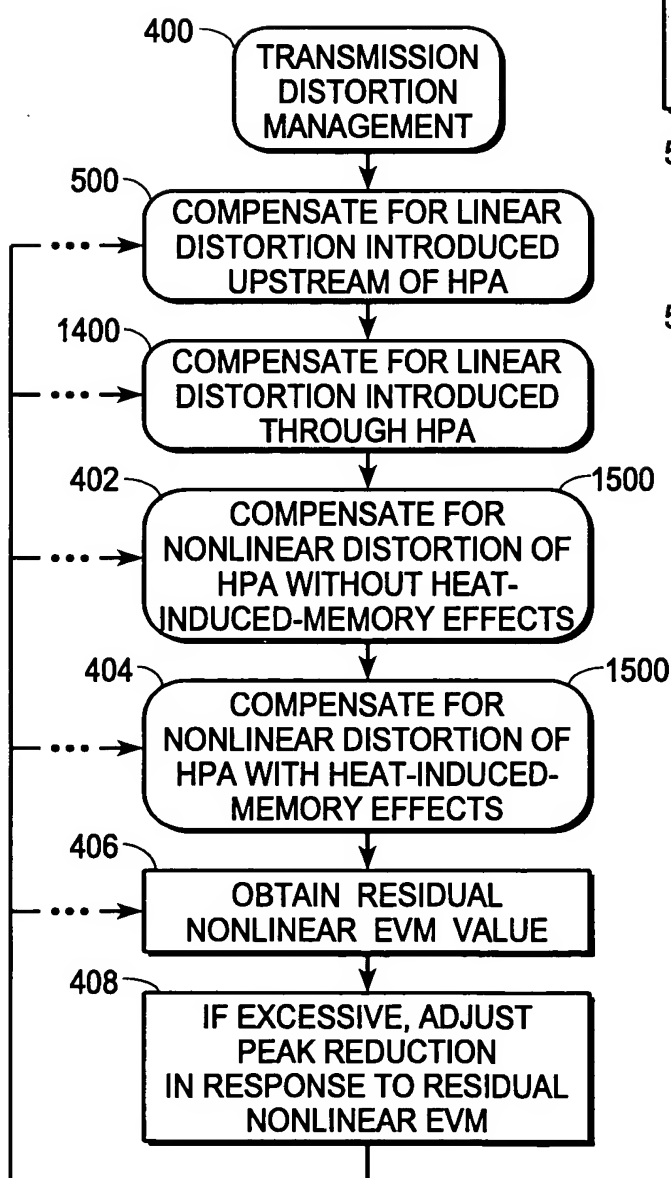 400
TRANSMISSION
DISTORTION
MANAGEMENT
500
COMPENSATE FOR LINEAR
DISTORTION INTRODUCED
UPSTREAM OF HPA
1400
COMPENSATE FOR LINEAR
DISTORTION INTRODUCED
THROUGH HPA
402
1500
COMPENSATE FOR
NONLINEAR DISTORTION OF
HPA WITHOUT HEAT-
INDUCED-MEMORY EFFECTS
404
1500
COMPENSATE FOR
NONLINEAR DISTORTION OF
HPA WITH HEAT-INDUCED-
MEMORY EFFECTS
406
OBTAIN RESIDUAL
NONLINEAR EVM VALUE
408
IF EXCESSIVE, ADJUST
PEAK REDUCTION
IN RESPONSE TO RESIDUAL
NONLINEAR EVM